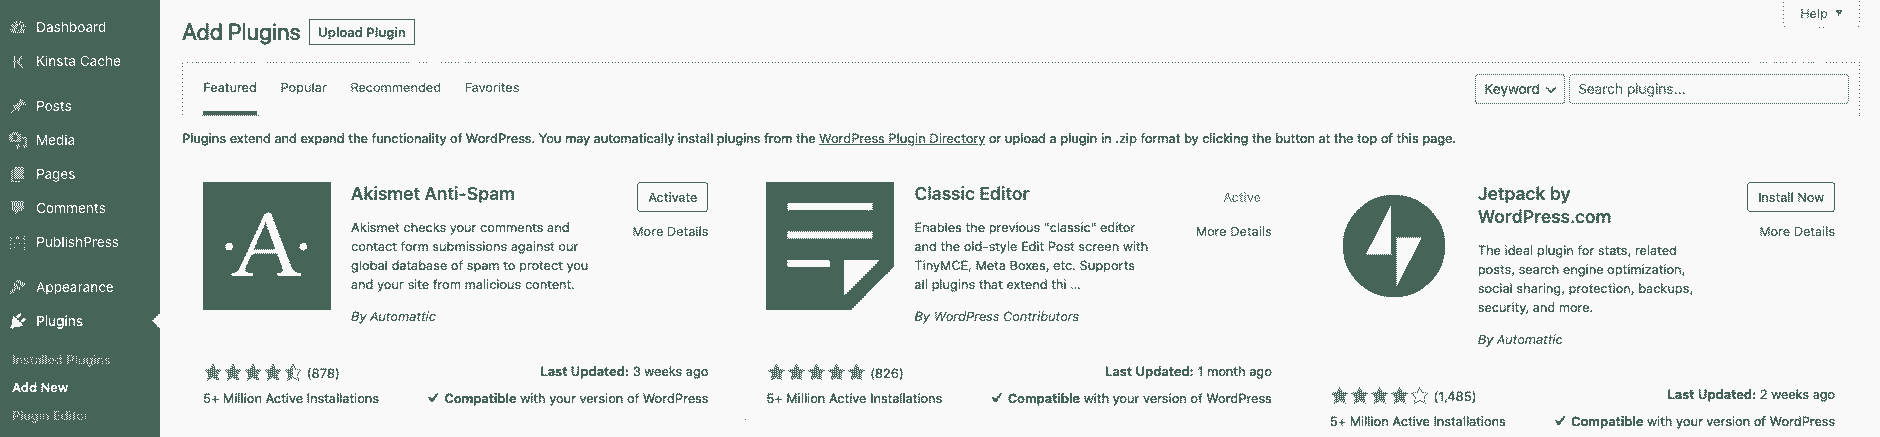 Dashboard
Kinsta Cache
Posts
Media
Pages
Comments
PublishPress
Appearance
Plugins
Installed Plugins
Add New
Plugin Editor
Help
Add Plugins
Upload Plugin
Featured Popular Recommended Favorites
Keyword Search plugins...
Plugins extend and expand the functionality of WordPress. You may automatically install plugins from the WordPress Plugin Directory or upload a plugin in .zip format by clicking the button at the top of this page.
A
Akismet Anti-Spam
Activate
More Details
Akismet checks your comments and
contact form submissions against our
global database of spam to protect you
and your site from malicious content.
By Automattic
(878)
Last Updated: 3 weeks ago
5+ Million Active Installations
✓ Compatible with your version of WordPress
Classic Editor
Active
More Details
Enables the previous "classic" editor
and the old-style Edit Post screen with
TinyMCE, Meta Boxes, etc. Supports
all plugins that extend thi ...
By WordPress Contributors
(826)
Last Updated: 1 month ago
5+ Million Active Installations
✓ Compatible with your version of WordPress
Jetpack by
WordPress.com
Install Now
More Details
The ideal plugin for stats, related
posts, search engine optimization,
social sharing, protection, backups,
security, and more.
By Automattic
(1,485)
Last Updated: 2 weeks ago
5+ Million Active Installations
✓ Compatible with your version of WordPress